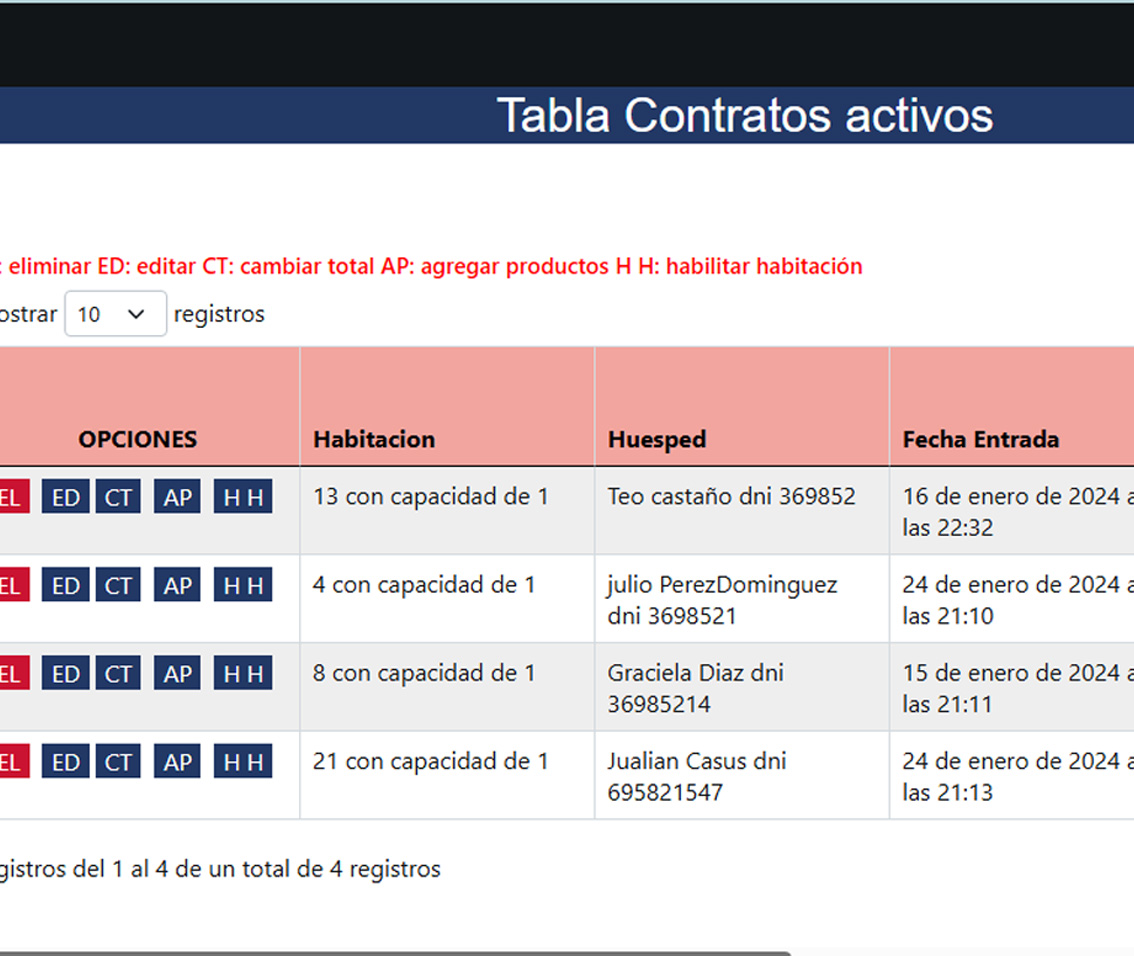 Tabla Contratos activos
: eliminar ED: editar CT: cambiar total AP: agregar productos H H: habilitar habitación
ostrar 10 registros
OPCIONES Habitacion Huesped Fecha Entrada
EL ED CT AP H H 13 con capacidad de 1 Teo castaño dni 369852 16 de enero de 2024 a
las 22:32
EL ED CT AP H H 4 con capacidad de 1 julio PerezDominguez 24 de enero de 2024 a
dni 3698521 las 21:10
EL ED CT AP H H 8 con capacidad de 1 Graciela Diaz dni 15 de enero de 2024 a
36985214 las 21:11
EL ED CT AP H H 21 con capacidad de 1 Jualian Casus dni 24 de enero de 2024 a
695821547 las 21:13
gistros del 1 al 4 de un total de 4 registros